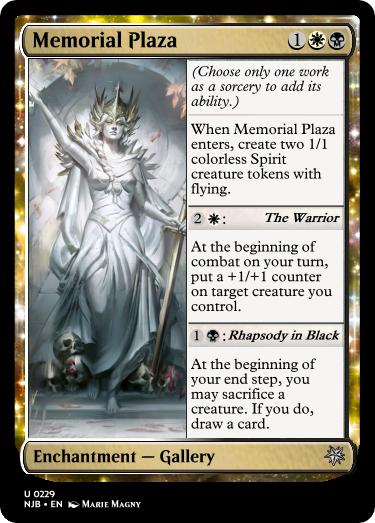 Memorial Plaza 1
(Choose only one work
as a sorcery to add its
ability.)
When Memorial Plaza
enters, create two 1/1
colorless Spirit
creature tokens with
flying.
2 : The Warrior
At the beginning of
combat on your turn,
put a +1/+1 counter
on target creature you
control.
1 : Rhapsody in Black
At the beginning of
your end step, you
may sacrifice a
creature. If you do,
draw a card.
Enchantment — Gallery
U 0229
NJB • EN Marie Magny